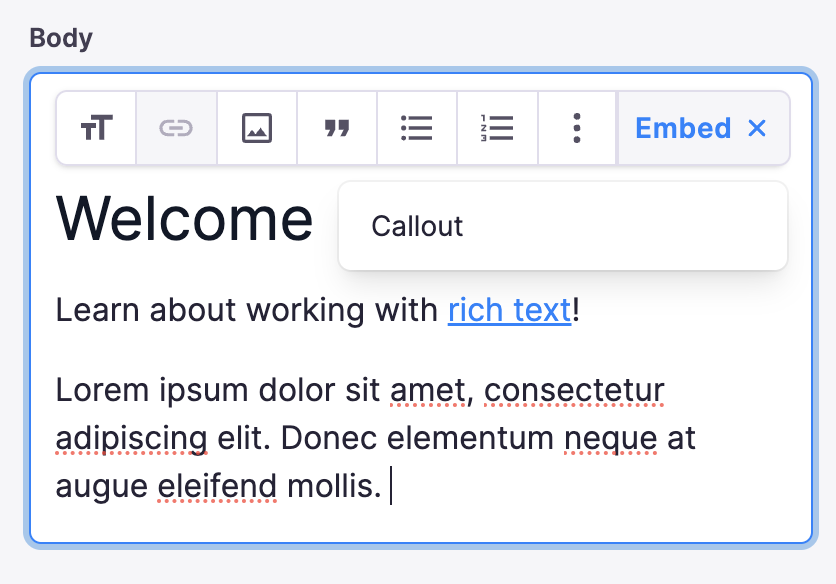 Body
Embed
Welcome
Callout
Learn about working with rich text!
Lorem ipsum dolor sit amet, consectetur
adipiscing elit. Donec elementum neque at
augue eleifend mollis.